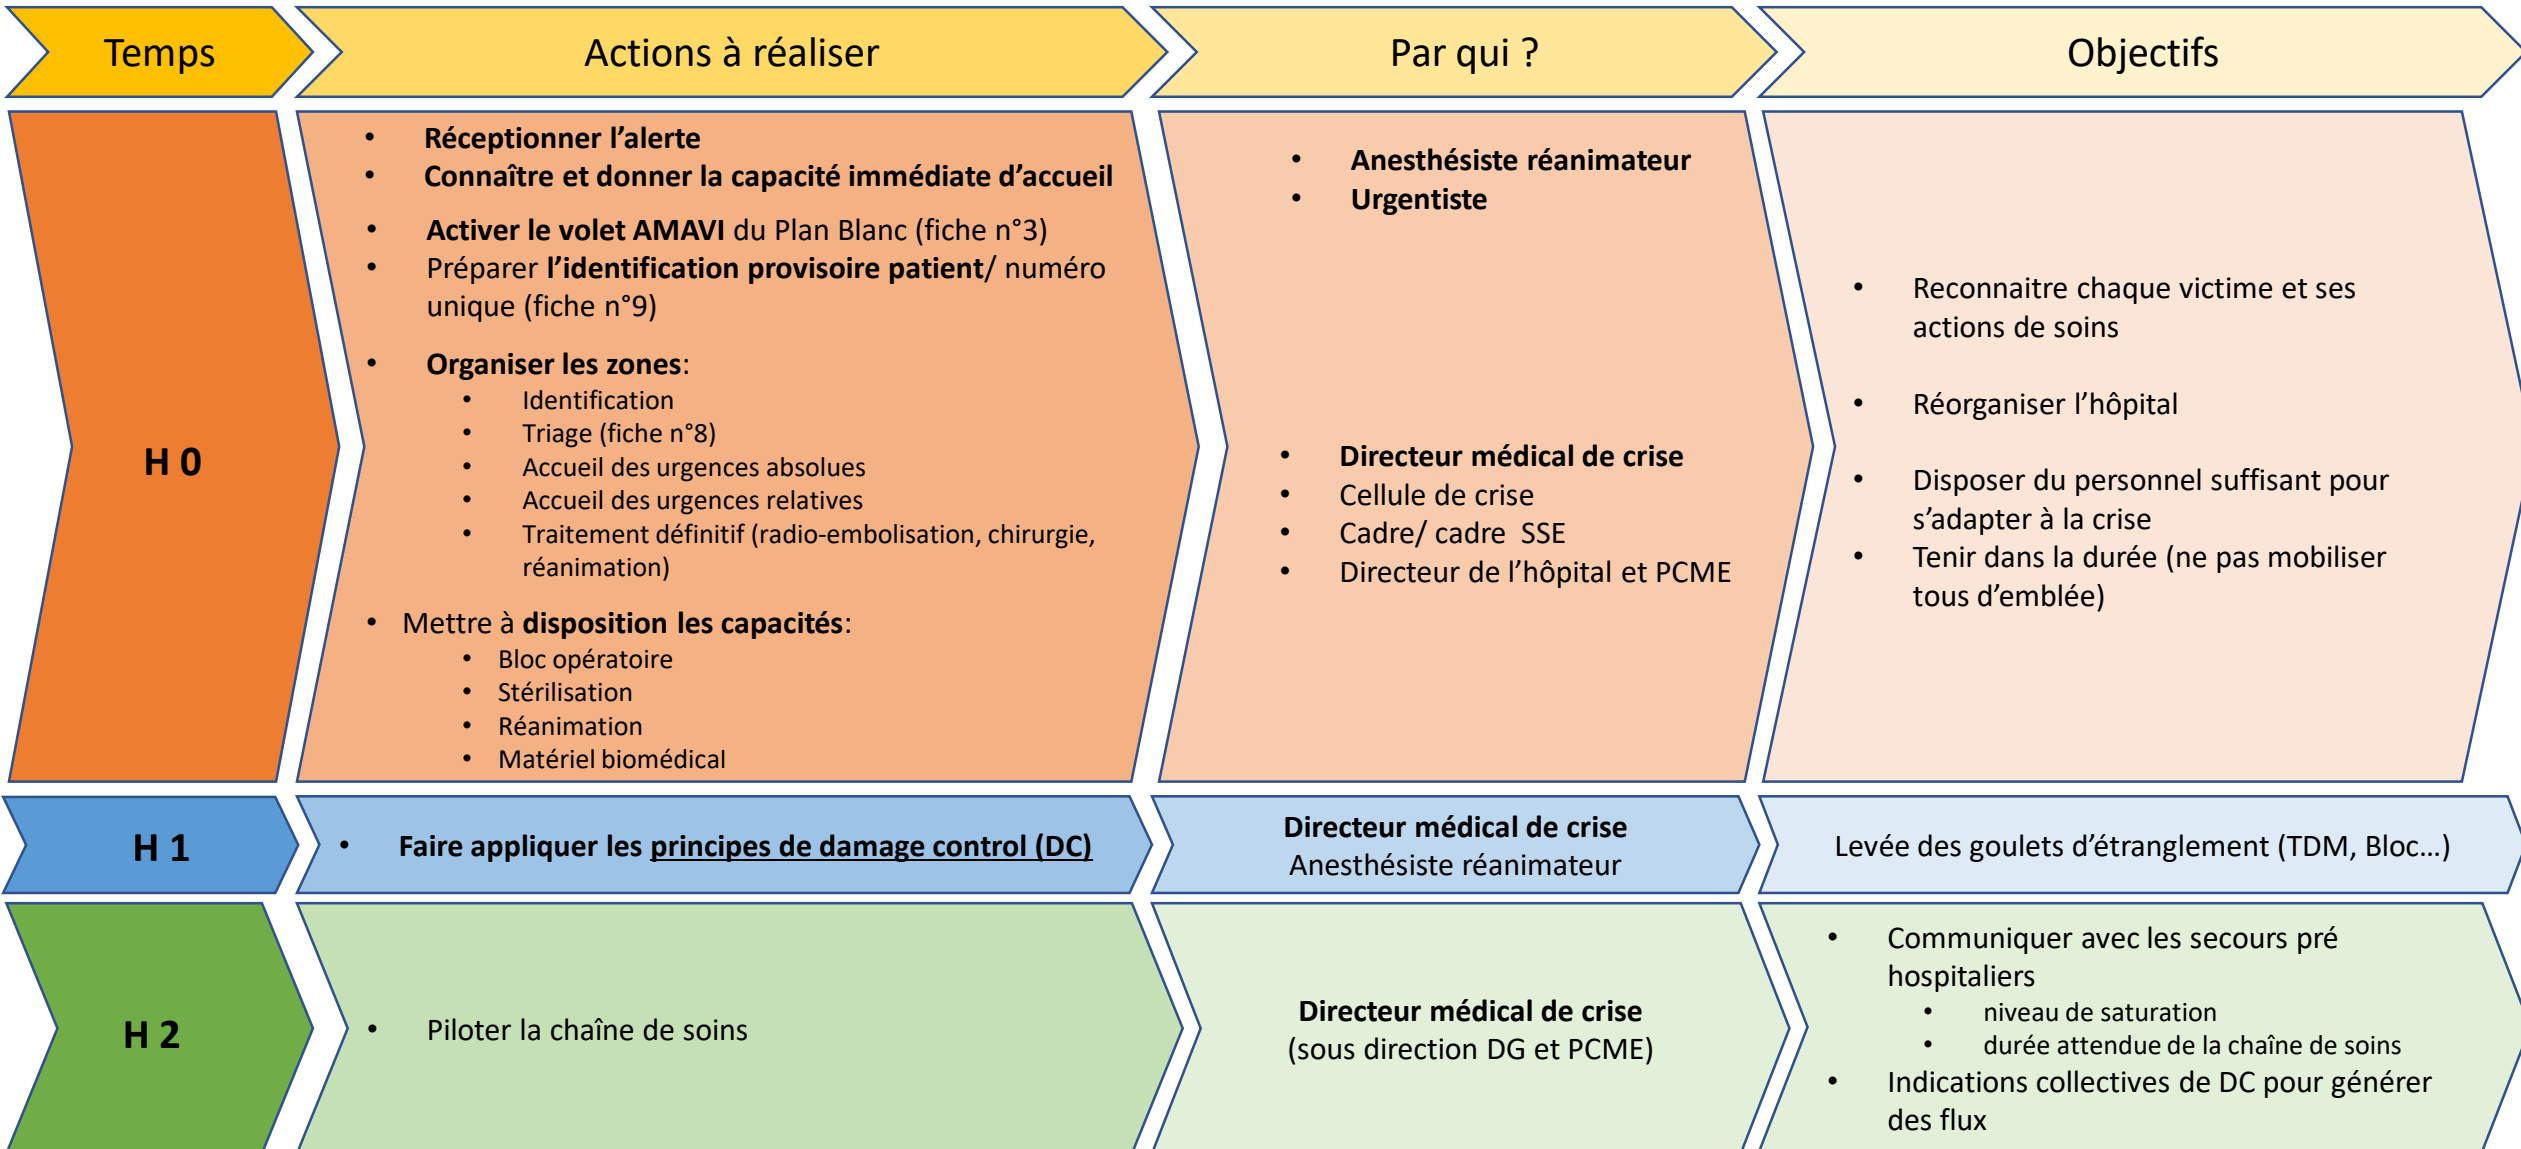 Temps
Actions à réaliser
Par qui ?
Objectifs
H 0
• Réceptionner l’alerte
• Connaître et donner la capacité immédiate d’accueil
• Activer le volet AMAVI du Plan Blanc (fiche n°3)
• Préparer l’identification provisoire patient/ numéro
unique (fiche n°9)
• Organiser les zones:
• Identification
• Triage (fiche n°8)
• Accueil des urgences absolues
• Accueil des urgences relatives
• Traitement définitif (radio-embolisation, chirurgie,
réanimation)
• Mettre à disposition les capacités:
• Bloc opératoire
• Stérilisation
• Réanimation
• Matériel biomédical
• Anesthésiste réanimateur
• Urgentiste
• Directeur médical de crise
• Cellule de crise
• Cadre/ cadre SSE
• Directeur de l’hôpital et PCME
• Reconnaitre chaque victime et ses
actions de soins
• Réorganiser l’hôpital
• Disposer du personnel suffisant pour
s’adapter à la crise
• Tenir dans la durée (ne pas mobiliser
tous d’emblée)
H 1
• Faire appliquer les principes de damage control (DC)
Directeur médical de crise
Anesthésiste réanimateur
Levée des goulets d’étranglement (TDM, Bloc…)
H 2
• Piloter la chaîne de soins
Directeur médical de crise
(sous direction DG et PCME)
• Communiquer avec les secours pré
hospitaliers
• niveau de saturation
• durée attendue de la chaîne de soins
• Indications collectives de DC pour générer
des flux